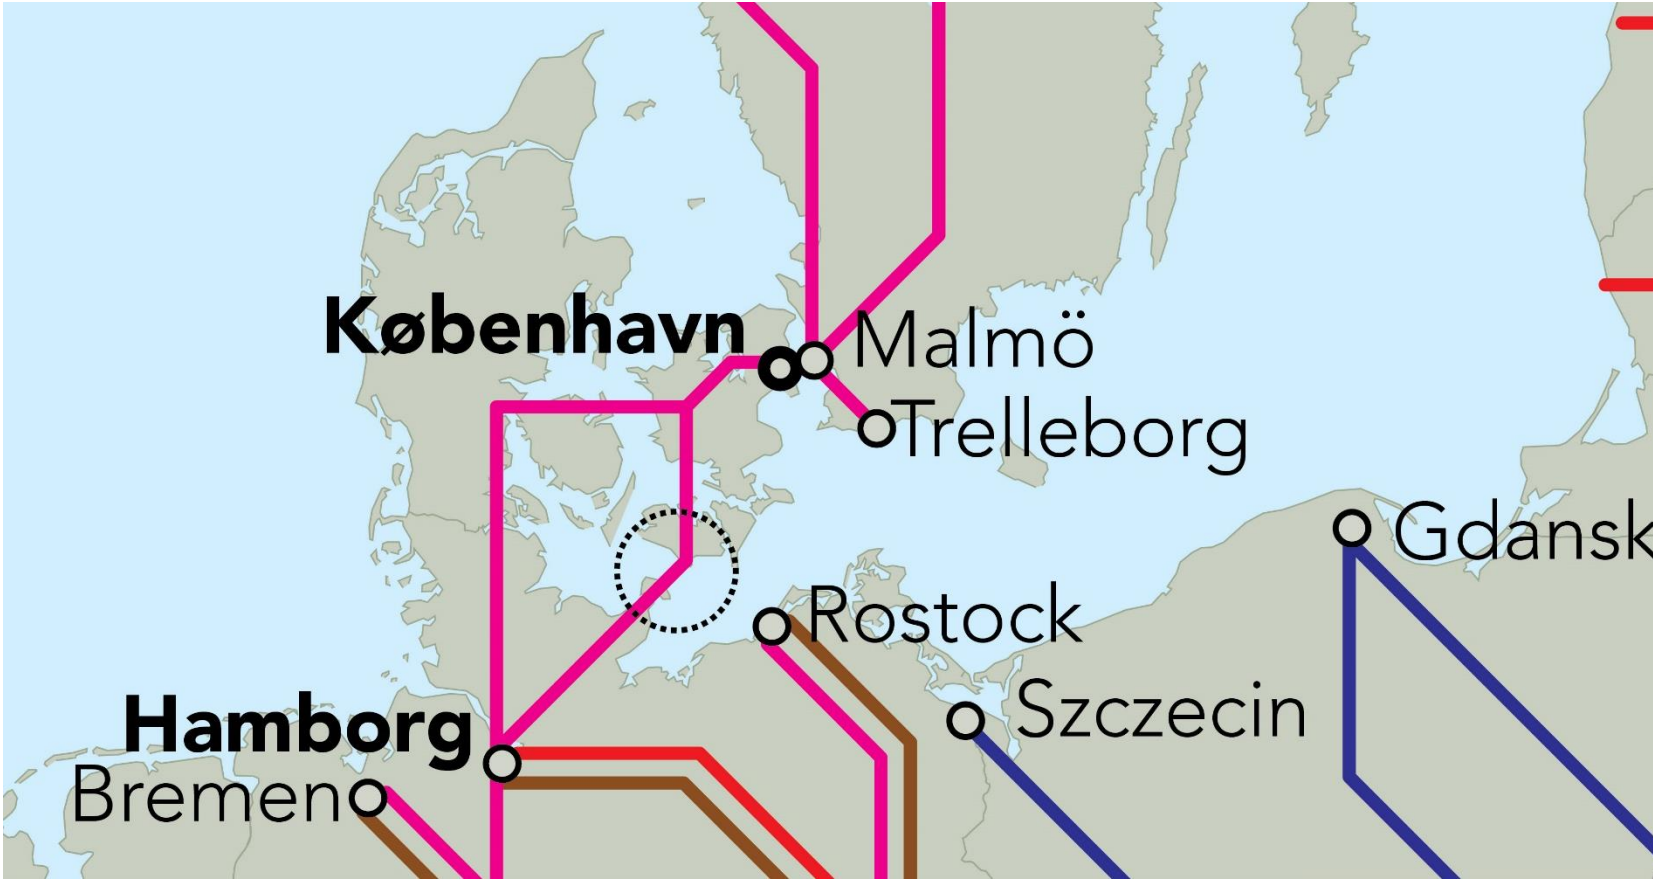 København
Malmö
Trelleborg
Gdansk
Rostock
Szczecin
Hamborg
Bremen